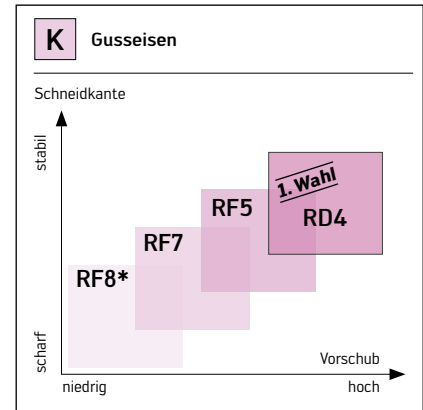 K Gusseisen
Schneidkante
stabil
1. Wahl
RD4
RF5
RF7
RF8*
scharf
Vorschub
niedrig
hoch